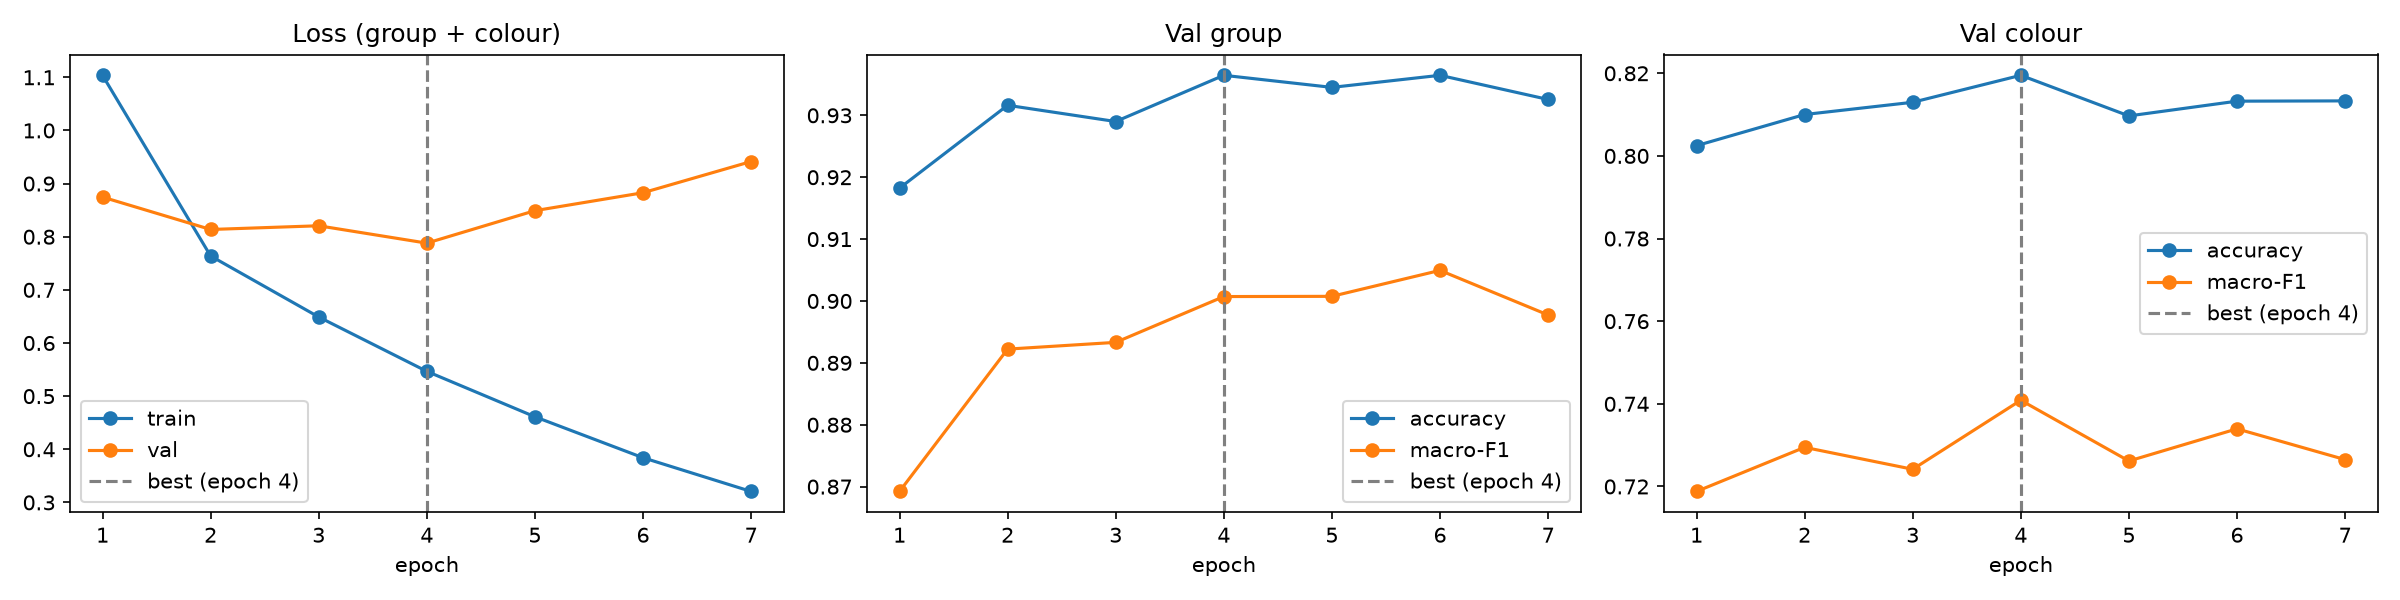 Loss (group + colour)
1.1
1.0
0.9
0.8
0.7
0.6
0.5
0.4
0.3
train
val
best (epoch 4)
1 2 3 4 5 6 7
epoch
Val group
0.93
0.92
0.91
0.90
0.89
0.88
0.87
accuracy
macro-F1
best (epoch 4)
1 2 3 4 5 6 7
epoch
Val colour
0.82
0.80
0.78
0.76
0.74
0.72
accuracy
macro-F1
best (epoch 4)
1 2 3 4 5 6 7
epoch